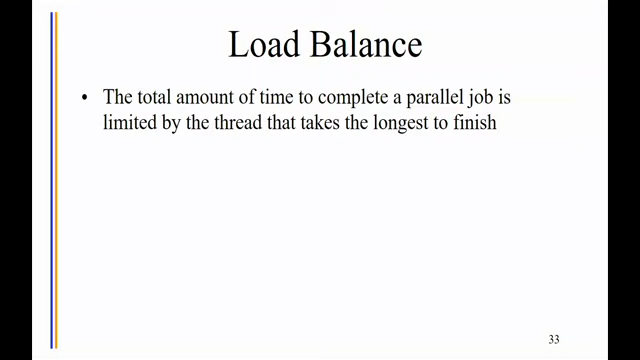 Load Balance
• The total amount of time to complete a parallel job is
limited by the thread that takes the longest to finish
33